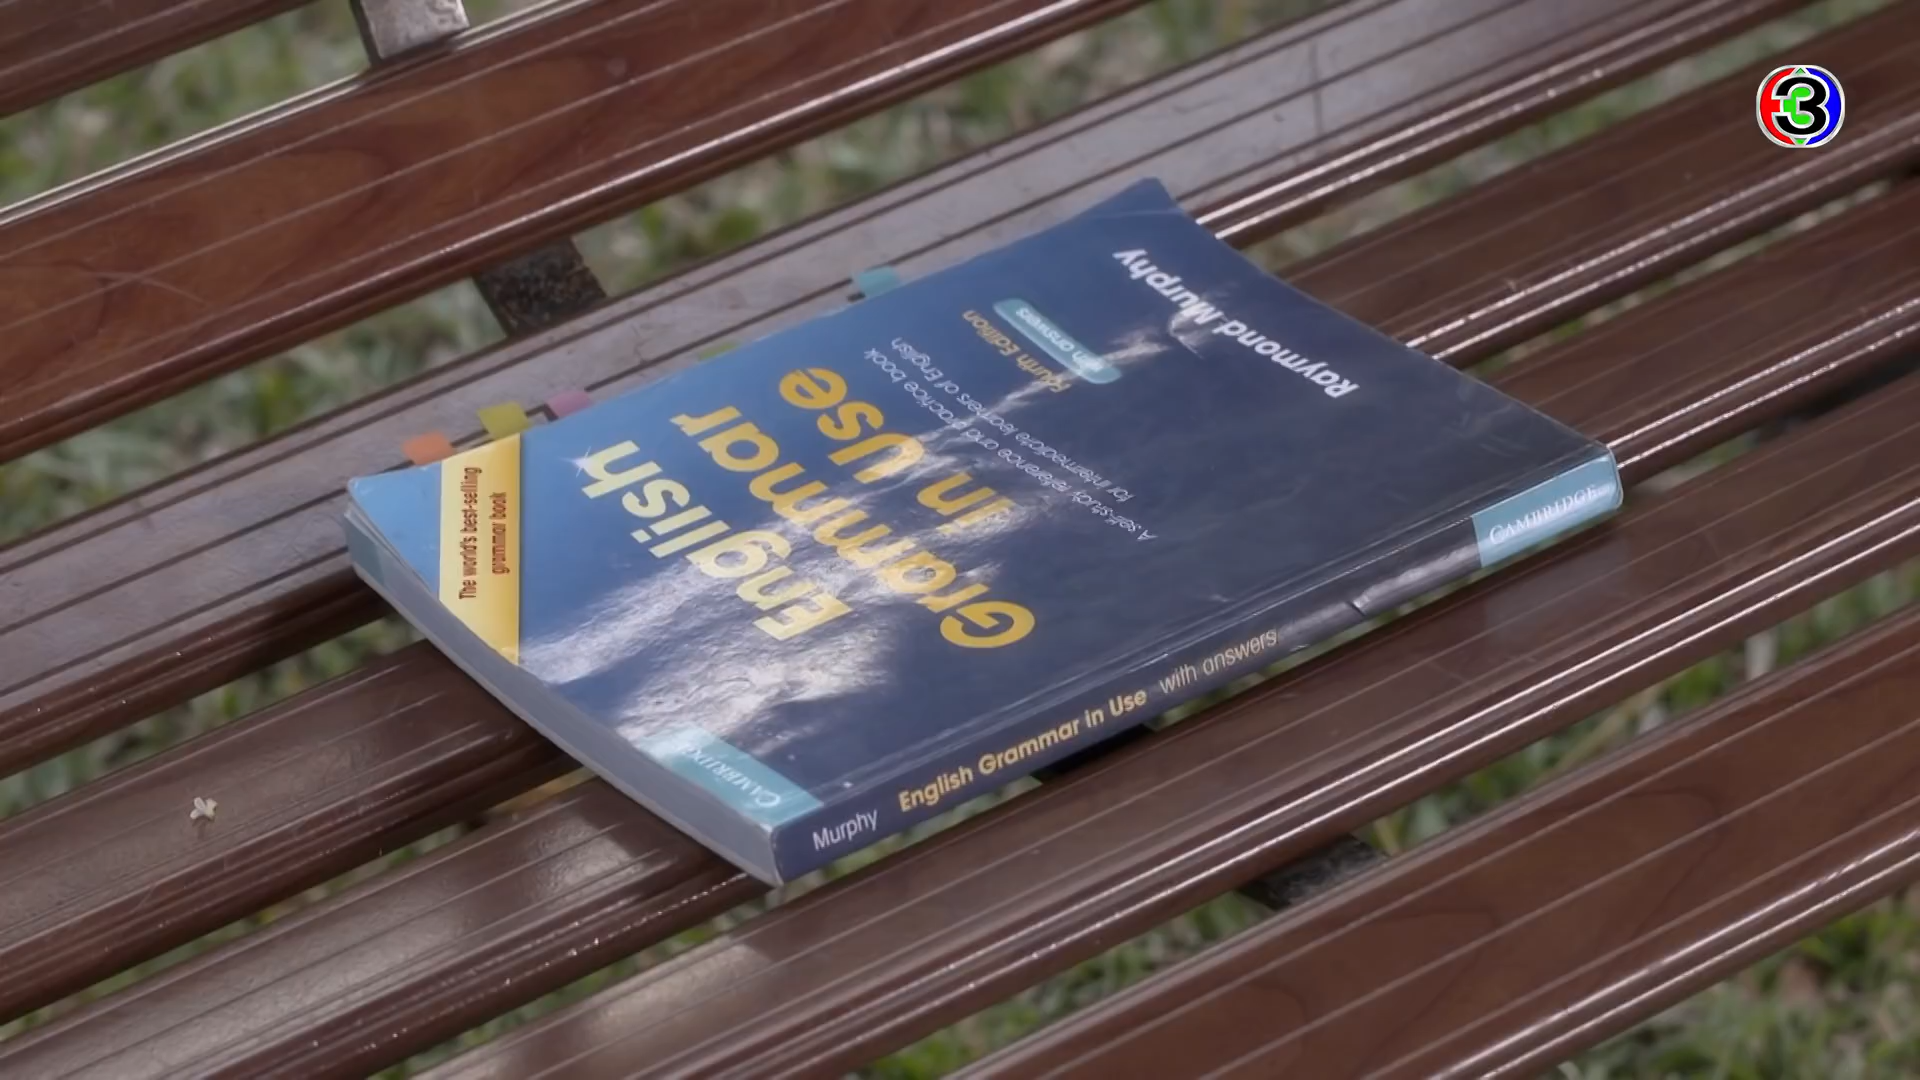 The world's best-selling
grammar book
English
Grammar
in Use
A self-study reference and practice book
for intermediate learners of English
Fourth Edition
with answers
Raymond Murphy
CAMBRIDGE
Murphy English Grammar in Use with answers
CAMBRIDGE
3